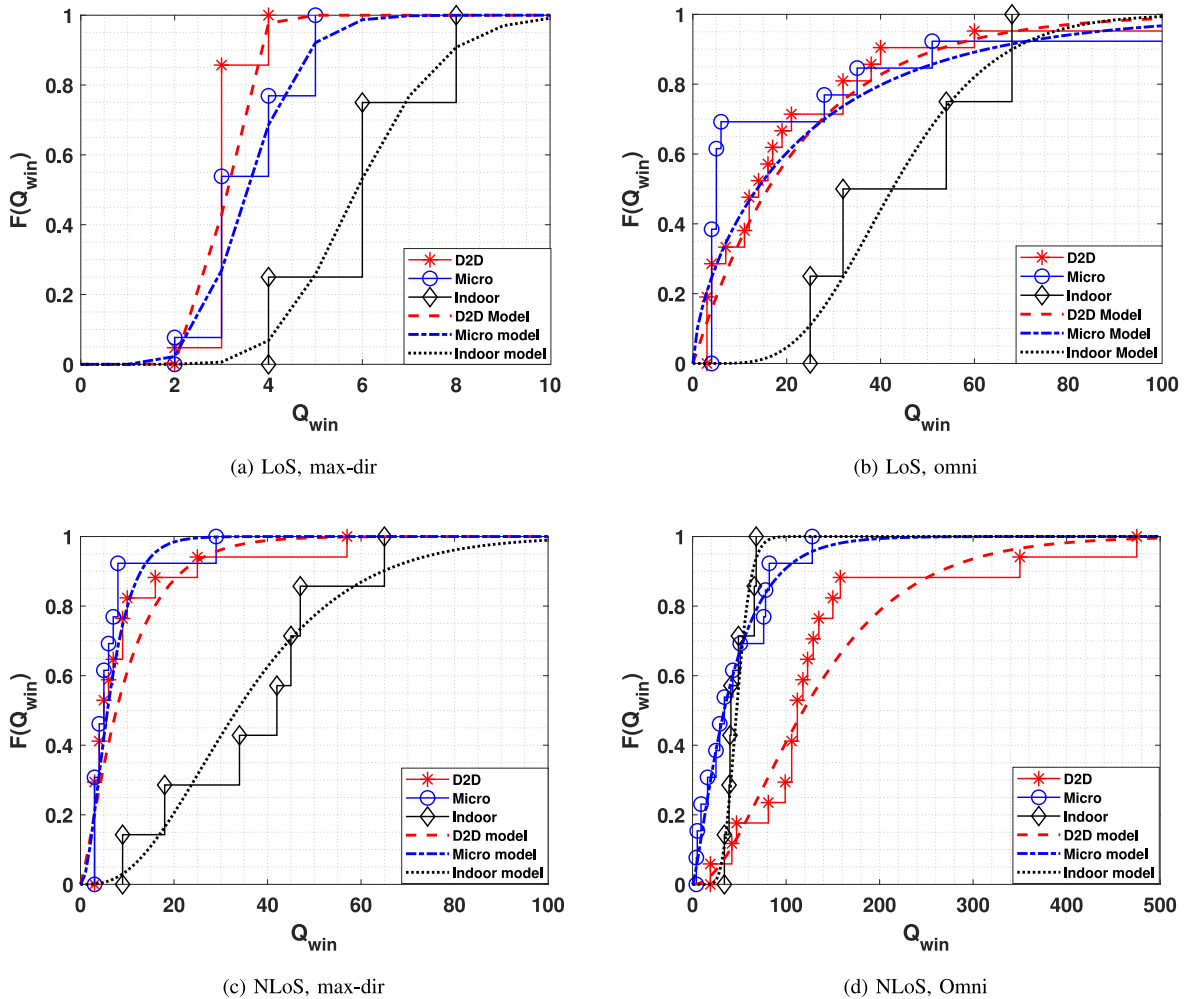 F(Q_win)
1
0.8
0.6
0.4
0.2
0
0 2 4 6 8 10
Q_win
D2D
Micro
Indoor
D2D Model
Micro model
Indoor model
(a) LoS, max-dir
F(Q_win)
1
0.8
0.6
0.4
0.2
0
0 20 40 60 80 100
Q_win
D2D
Micro
Indoor
D2D Model
Micro Model
Indoor Model
(b) LoS, omni
F(Q_win)
1
0.8
0.6
0.4
0.2
0
0 20 40 60 80 100
Q_win
D2D
Micro
Indoor
D2D model
Micro model
Indoor model
(c) NLoS, max-dir
F(Q_win)
1
0.8
0.6
0.4
0.2
0
0 100 200 300 400 500
Q_win
D2D
Micro
Indoor
D2D model
Micro model
Indoor model
(d) NLoS, Omni